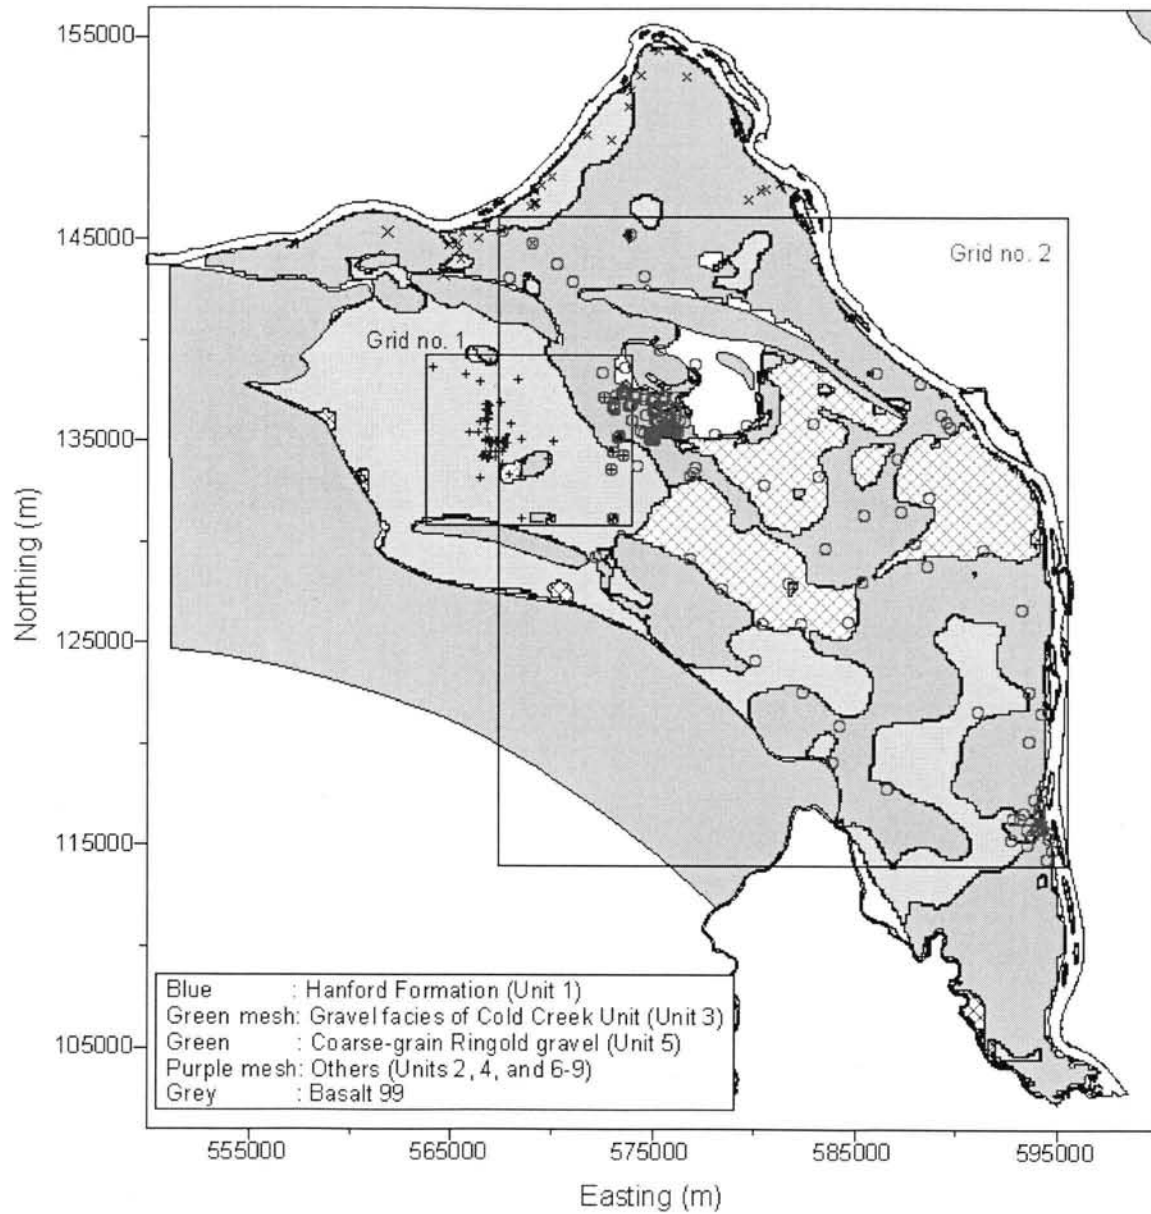 155000
145000
135000
125000
115000
105000
Northing (m)
Grid no. 2
Grid no. 1
Blue : Hanford Formation (Unit 1)
Green mesh: Gravel facies of Cold Creek Unit (Unit 3)
Green : Coarse-grain Ringold gravel (Unit 5)
Purple mesh: Others (Units 2, 4, and 6-9)
Grey : Basalt 99
555000 565000 575000 585000 595000
Easting (m)